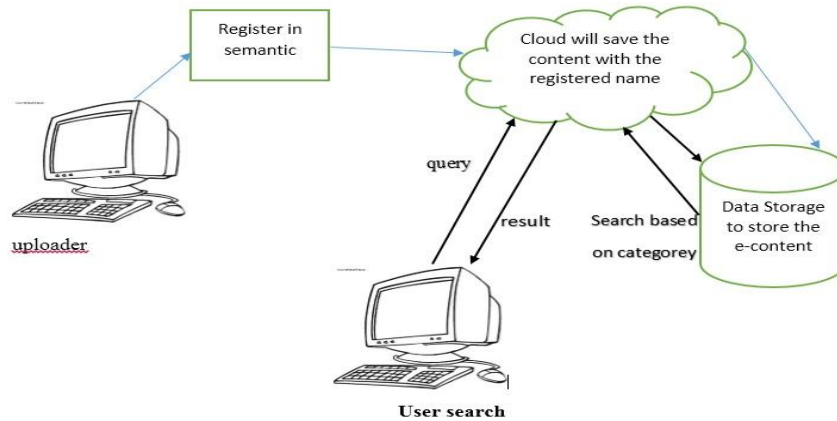 Register in
semantic
Cloud will save the
content with the
registered name
query
result
Search based
on categorey
Data Storage
to store the
e-content
uploader
User search